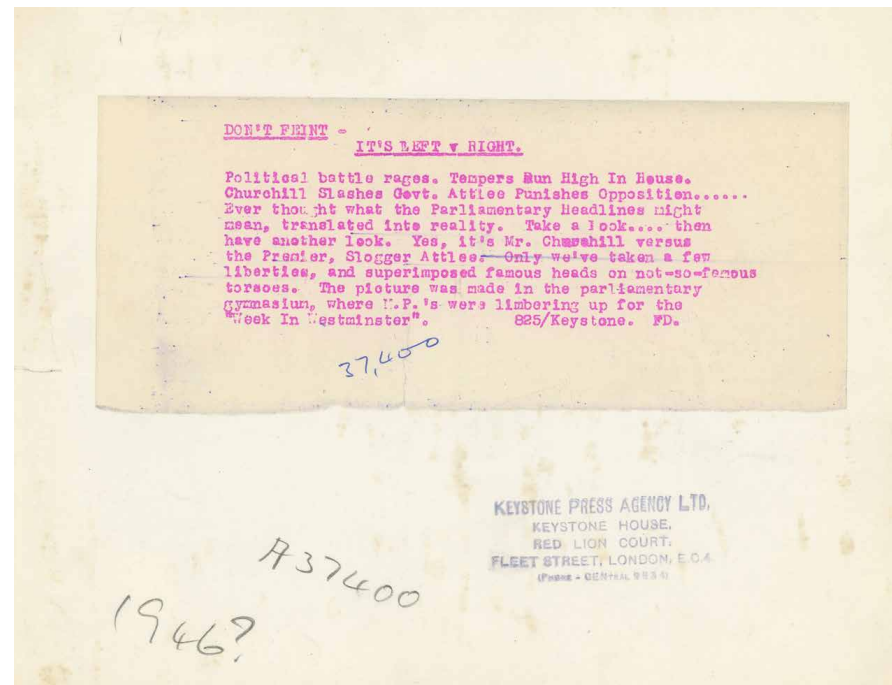 DON'T FEINT -
IT'S LEFT v RIGHT.
Political battle rages. Tempers Run High In House.
Churchill Slashes Govt. Attlee Punishes Opposition......
Ever thought what the Parliamentary Headlines might
mean, translated into reality. Take a look.... then
have another look. Yes, it's Mr. Churchill versus
the Premier, Slogger Attlee. Only we've taken a few
liberties, and superimposed famous heads on not-so-famous
torsoes. The picture was made in the parliamentary
gymnasium, where M.P.'s were limbering up for the
"Week In Westminster". 825/Keystone. FD.
37,400
KEYSTONE PRESS AGENCY LTD,
KEYSTONE HOUSE,
RED LION COURT,
FLEET STREET, LONDON, E.C.4.
A37400
1946?